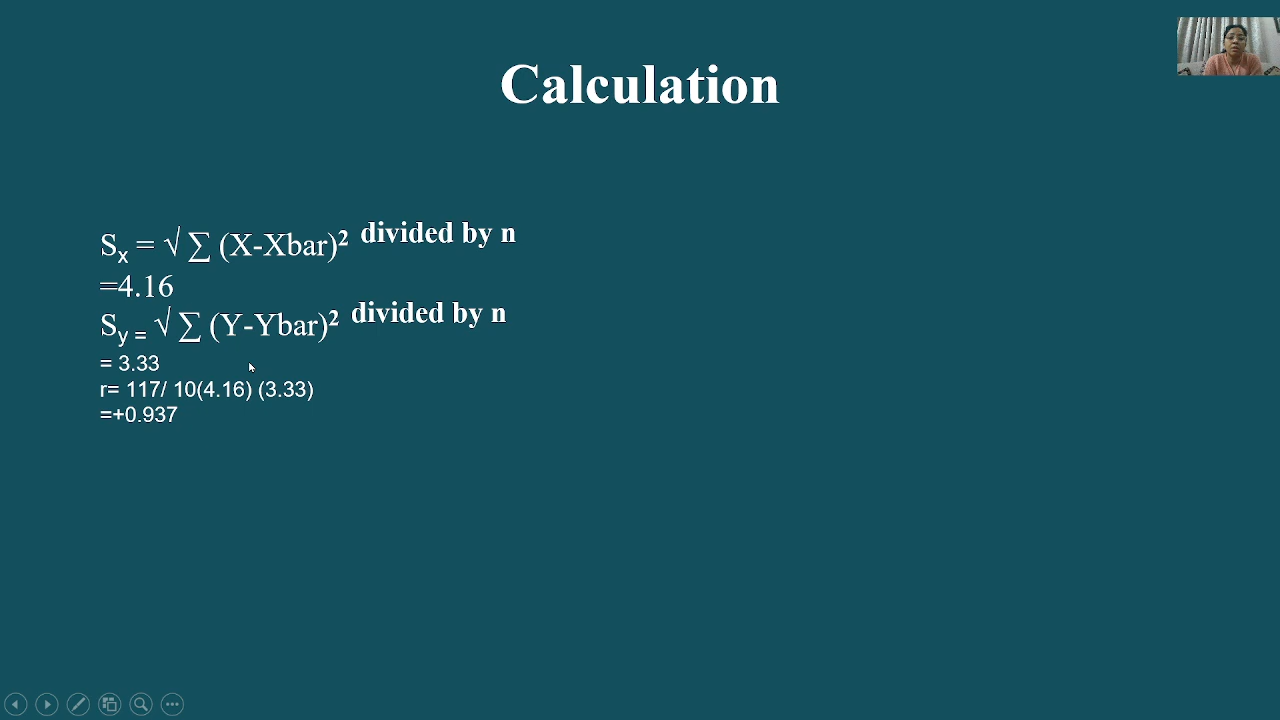 Calculation
Sx = √ ∑ (X-Xbar)² divided by n
=4.16
Sy = √ ∑ (Y-Ybar)² divided by n
= 3.33
r= 117/ 10(4.16) (3.33)
=+0.937